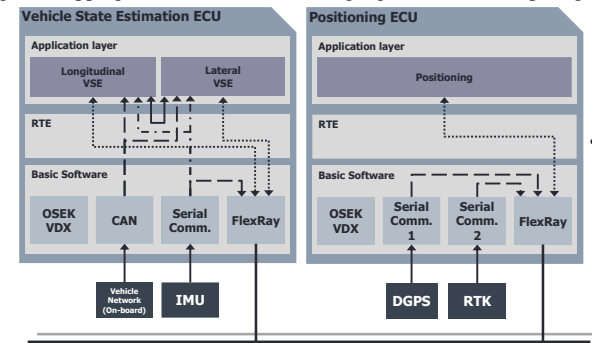 Vehicle State Estimation ECU
Application layer
Longitudinal
VSE
Lateral
VSE
RTE
Basic Software
OSEK
VDX
CAN
Serial
Comm.
FlexRay
Vehicle
Network
(On-board)
IMU
Positioning ECU
Application layer
Positioning
RTE
Basic Software
OSEK
VDX
Serial
Comm.
1
Serial
Comm.
2
FlexRay
DGPS
RTK